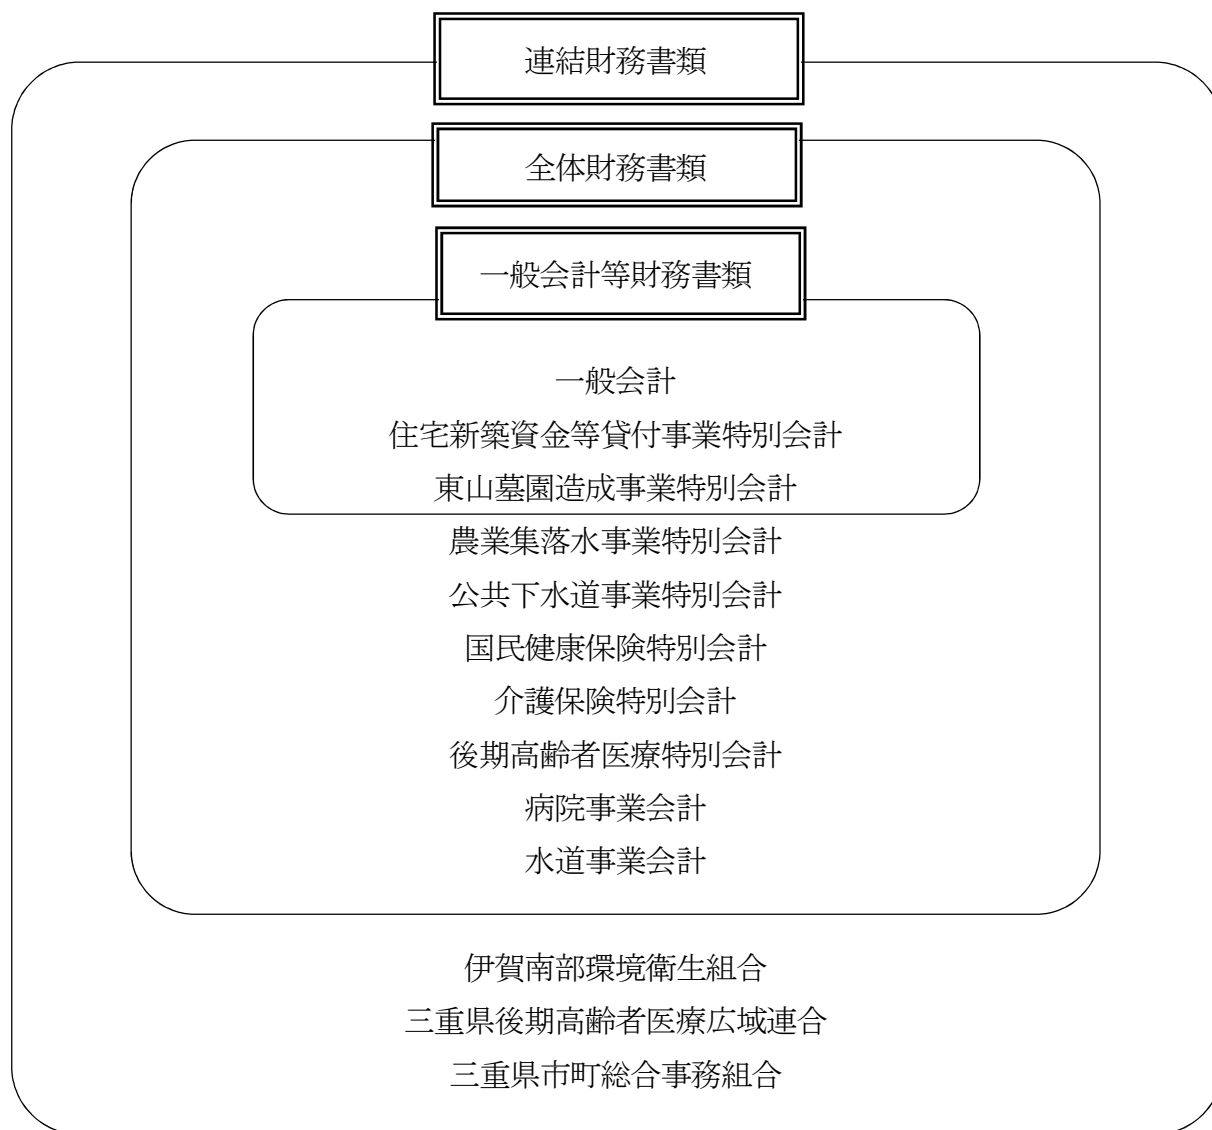 連結財務書類
全体財務書類
一般会計等財務書類
一般会計
住宅新築資金等貸付事業特別会計
東山墓園造成事業特別会計
農業集落水事業特別会計
公共下水道事業特別会計
国民健康保険特別会計
介護保険特別会計
後期高齢者医療特別会計
病院事業会計
水道事業会計
伊賀南部環境衛生組合
三重県後期高齢者医療広域連合
三重県市町総合事務組合